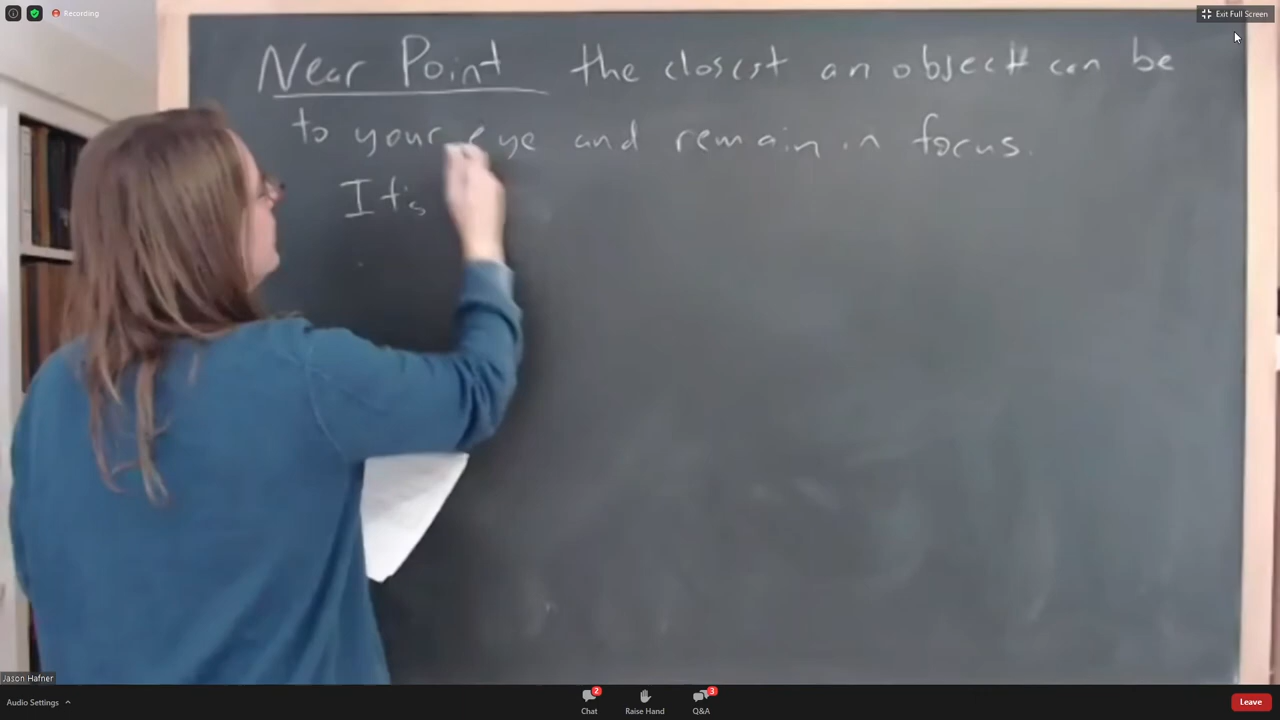 Recording
Exit Full Screen
Near Point the closest an object can be
to your eye and remain in focus.
It's
Jason Hafner
Audio Settings
2
Chat
Raise Hand
3
Q&A
Leave